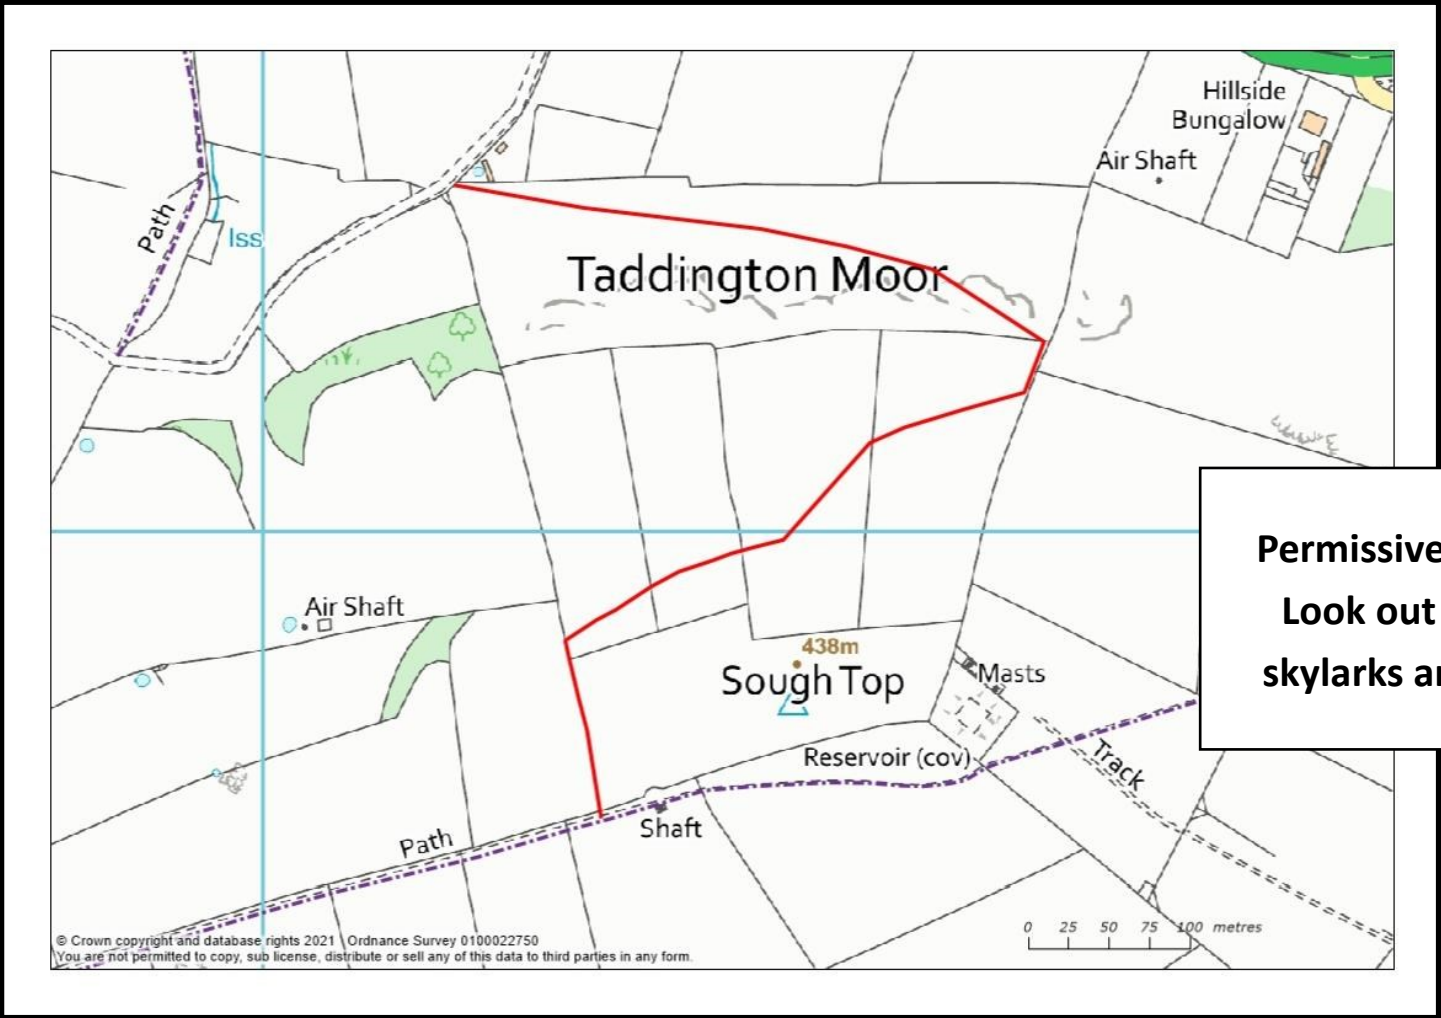 Hillside
Bungalow
Air Shaft
Path
Iss
Taddington Moor
Air Shaft
438m
Sough Top
Masts
Permissive
Look out
skylarks
Reservoir (cov)
Track
Shaft
Path
0 25 50 75 100 metres
© Crown copyright and database rights 2021 Ordnance Survey 0100022750
You are not permitted to copy, sub license, distribute or sell any of this data to third parties in any form.